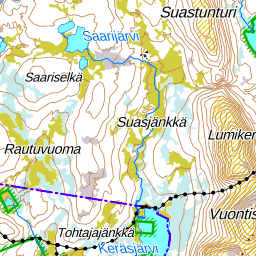 Suastunturi
Saarijärvi
Saariselkä
Suasjänkkä
Lumiker
Rautuvuoma
Vuontis
Tohtajajänkkä
Keräsjärvi